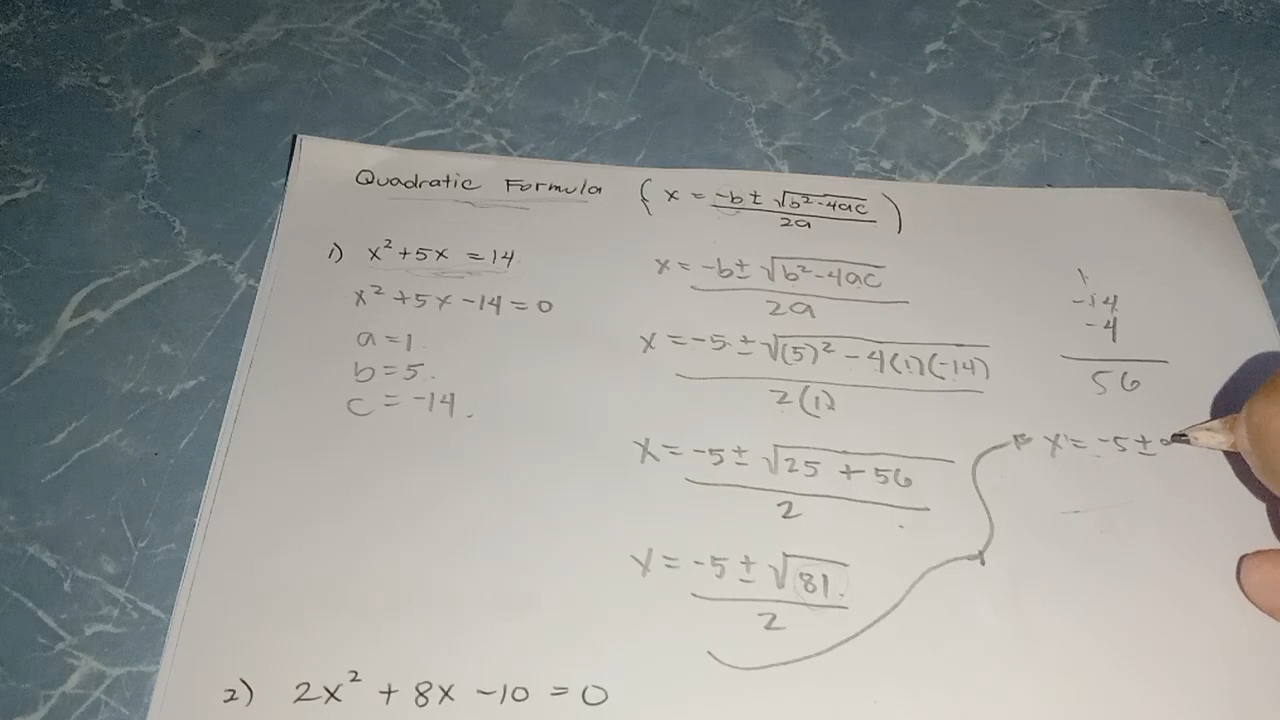 Quadratic Formula (x = -b ± √b² - 4ac / 2a)
1) x² + 5x = 14
x² + 5x - 14 = 0
a = 1
b = 5.
c = -14.
x = -b ± √b² - 4ac / 2a
x = -5 ± √(5)² - 4(1)(-14) / 2(1)
x = -5 ± √25 + 56 / 2
x = -5 ± √81 / 2
1
-14
-4
56
x = -5 ±
2) 2x² + 8x - 10 = 0